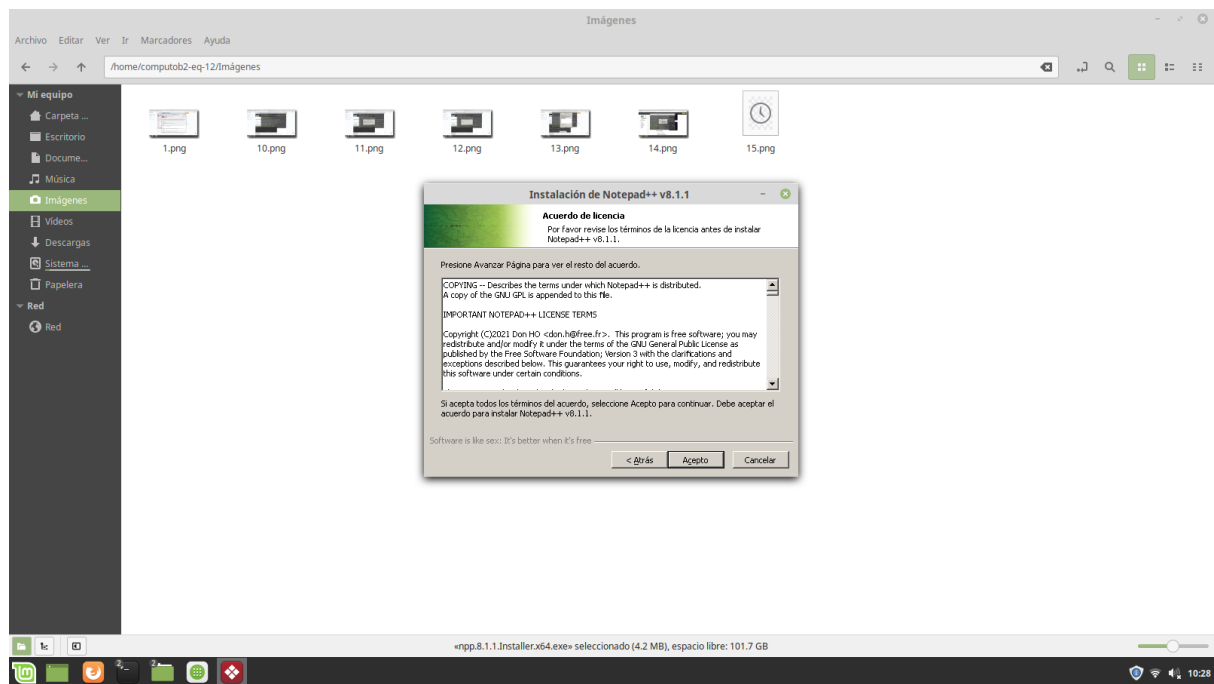 Imágenes
Archivo Editar Ver Ir Marcadores Ayuda
/home/computob2-eq-12/Imágenes
Mi equipo
Carpeta ...
Escritorio
Docume...
Música
Imágenes
Vídeos
Descargas
Sistema ...
Papelera
Red
Red
1.png
10.png
11.png
12.png
13.png
14.png
15.png
Instalación de Notepad++ v8.1.1
Acuerdo de licencia
Por favor revise los términos de la licencia antes de instalar
Notepad++ v8.1.1.
Presione Avanzar Página para ver el resto del acuerdo.
COPYING -- Describes the terms under which Notepad++ is distributed.
A copy of the GNU GPL is appended to this file.
IMPORTANT NOTEPAD++ LICENSE TERMS
Copyright (C)2021 Don HO <don.h@free.fr>. This program is free software; you may
redistribute and/or modify it under the terms of the GNU General Public License as
published by the Free Software Foundation; Version 3 with the clarifications and
exceptions described below. This guarantees your right to use, modify, and redistribute
this software under certain conditions.
Si acepta todos los términos del acuerdo, seleccione Acepto para continuar. Debe aceptar el
acuerdo para instalar Notepad++ v8.1.1.
Software is like sex: It's better when it's free
< Atrás
Acepto
Cancelar
«npp.8.1.1.Installer.x64.exe» seleccionado (4.2 MB), espacio libre: 101.7 GB
2
2
10:28